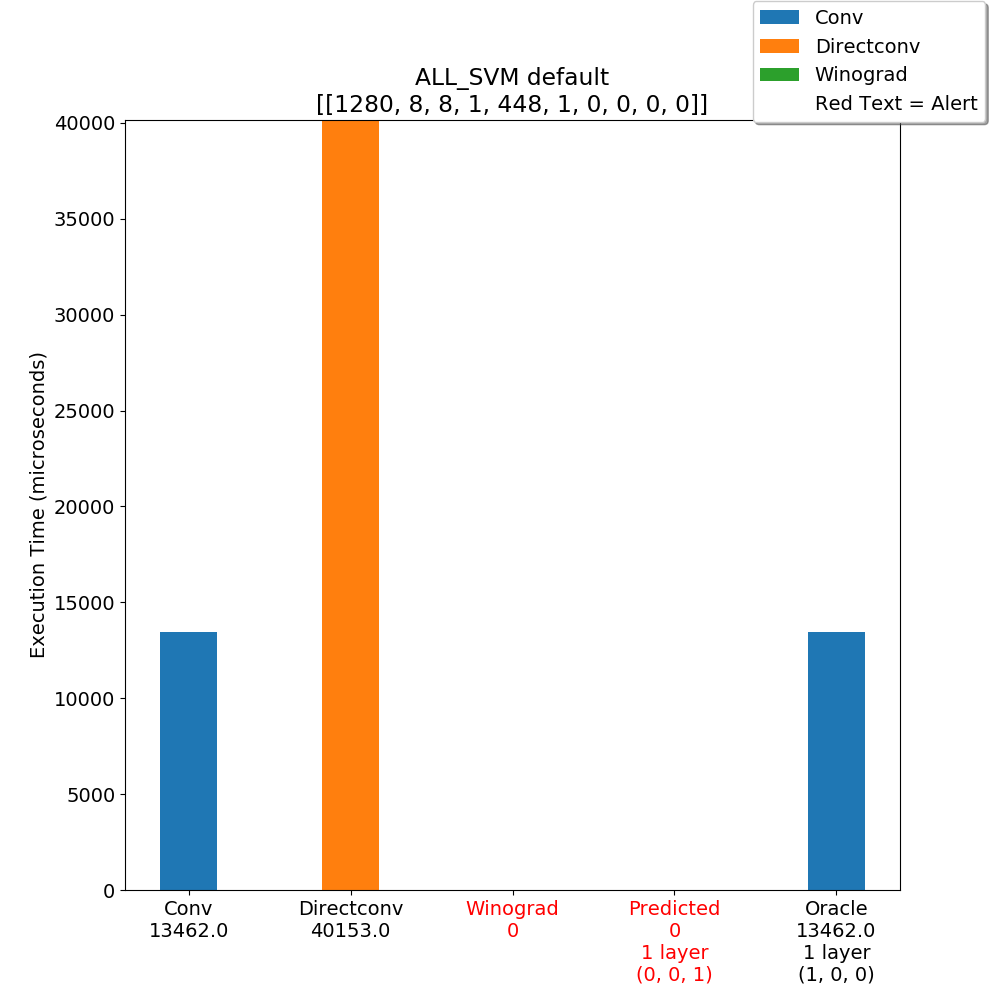 Conv
Directconv
Winograd
Red Text = Alert
ALL_SVM default
[[1280, 8, 8, 1, 448, 1, 0, 0, 0, 0]]
Execution Time (microseconds)
40000
35000
30000
25000
20000
15000
10000
5000
0
Conv
13462.0
Directconv
40153.0
Winograd
0
Predicted
0
1 layer
(0, 0, 1)
Oracle
13462.0
1 layer
(1, 0, 0)